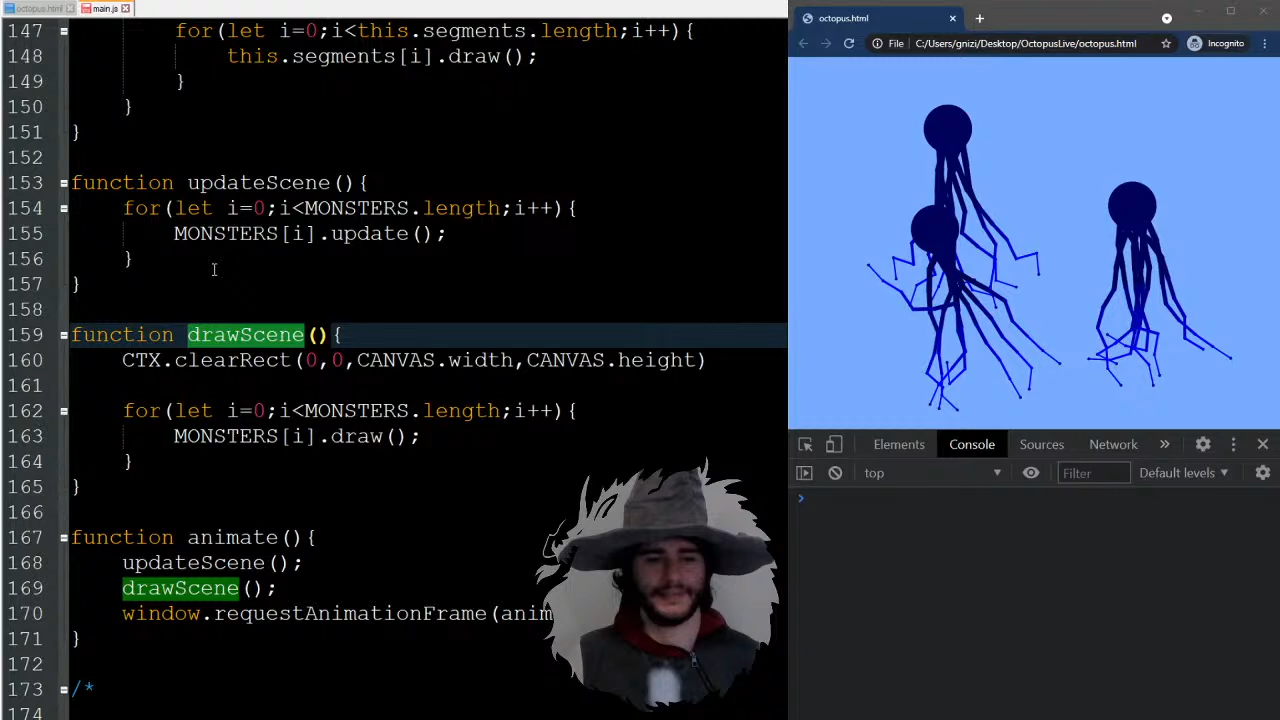 octopus.html
main.js
147 for(let i=0;i<this.segments.length;i++){
148 this.segments[i].draw();
149 }
150 }
151 }
152
153 function updateScene(){
154 for(let i=0;i<MONSTERS.length;i++){
155 MONSTERS[i].update();
156 }
157 }
158
159 function drawScene(){
160 CTX.clearRect(0,0,CANVAS.width,CANVAS.height)
161
162 for(let i=0;i<MONSTERS.length;i++){
163 MONSTERS[i].draw();
164 }
165 }
166
167 function animate(){
168 updateScene();
169 drawScene();
170 window.requestAnimationFrame(anim
171 }
172
173 /*
174
octopus.html
File C:/Users/gnizi/Desktop/OctopusLive/octopus.html Incognito
Elements Console Sources Network
top Filter Default levels